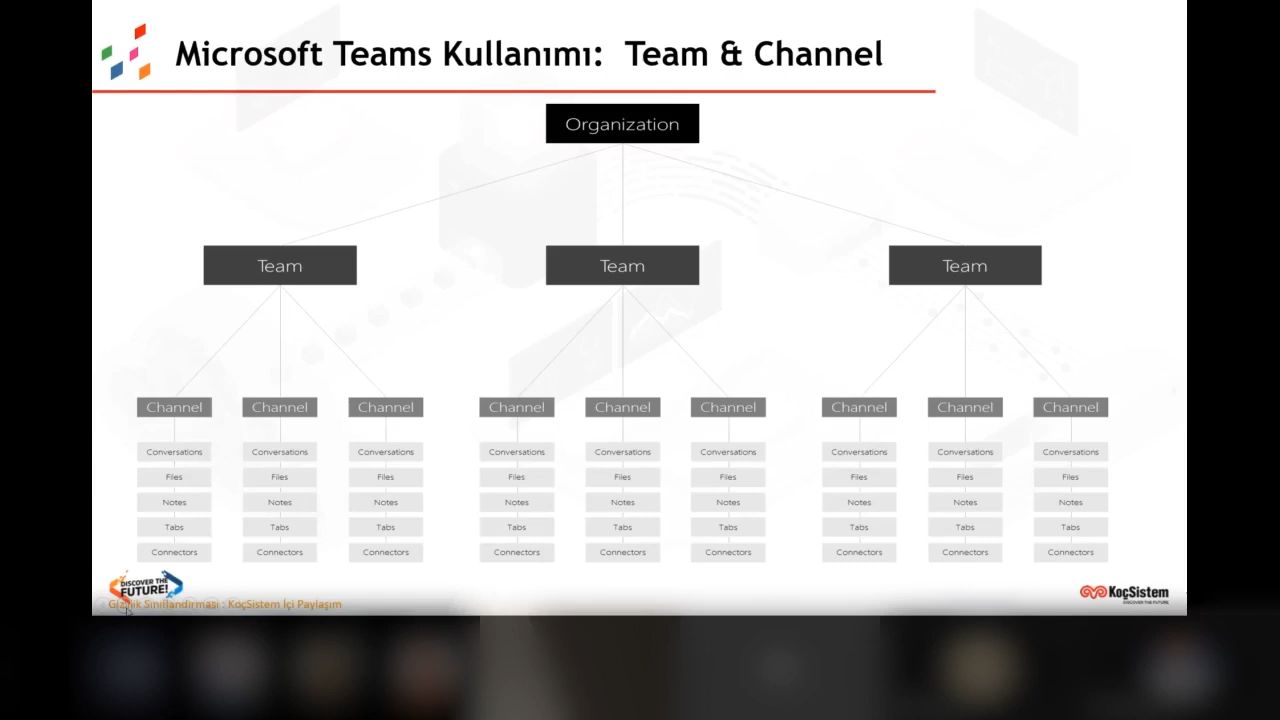 Microsoft Teams Kullanımı: Team & Channel
Organization
Team Team Team
Channel Channel Channel Channel Channel Channel Channel Channel Channel
Conversations Conversations Conversations Conversations Conversations Conversations Conversations Conversations Conversations
Files Files Files Files Files Files Files Files Files
Notes Notes Notes Notes Notes Notes Notes Notes Notes
Tabs Tabs Tabs Tabs Tabs Tabs Tabs Tabs Tabs
Connectors Connectors Connectors Connectors Connectors Connectors Connectors Connectors Connectors
DISCOVER THE
FUTURE!
Gizlilik Sınıflandırması : KoçSistem İçi Paylaşım
KoçSistem
DISCOVER THE FUTURE